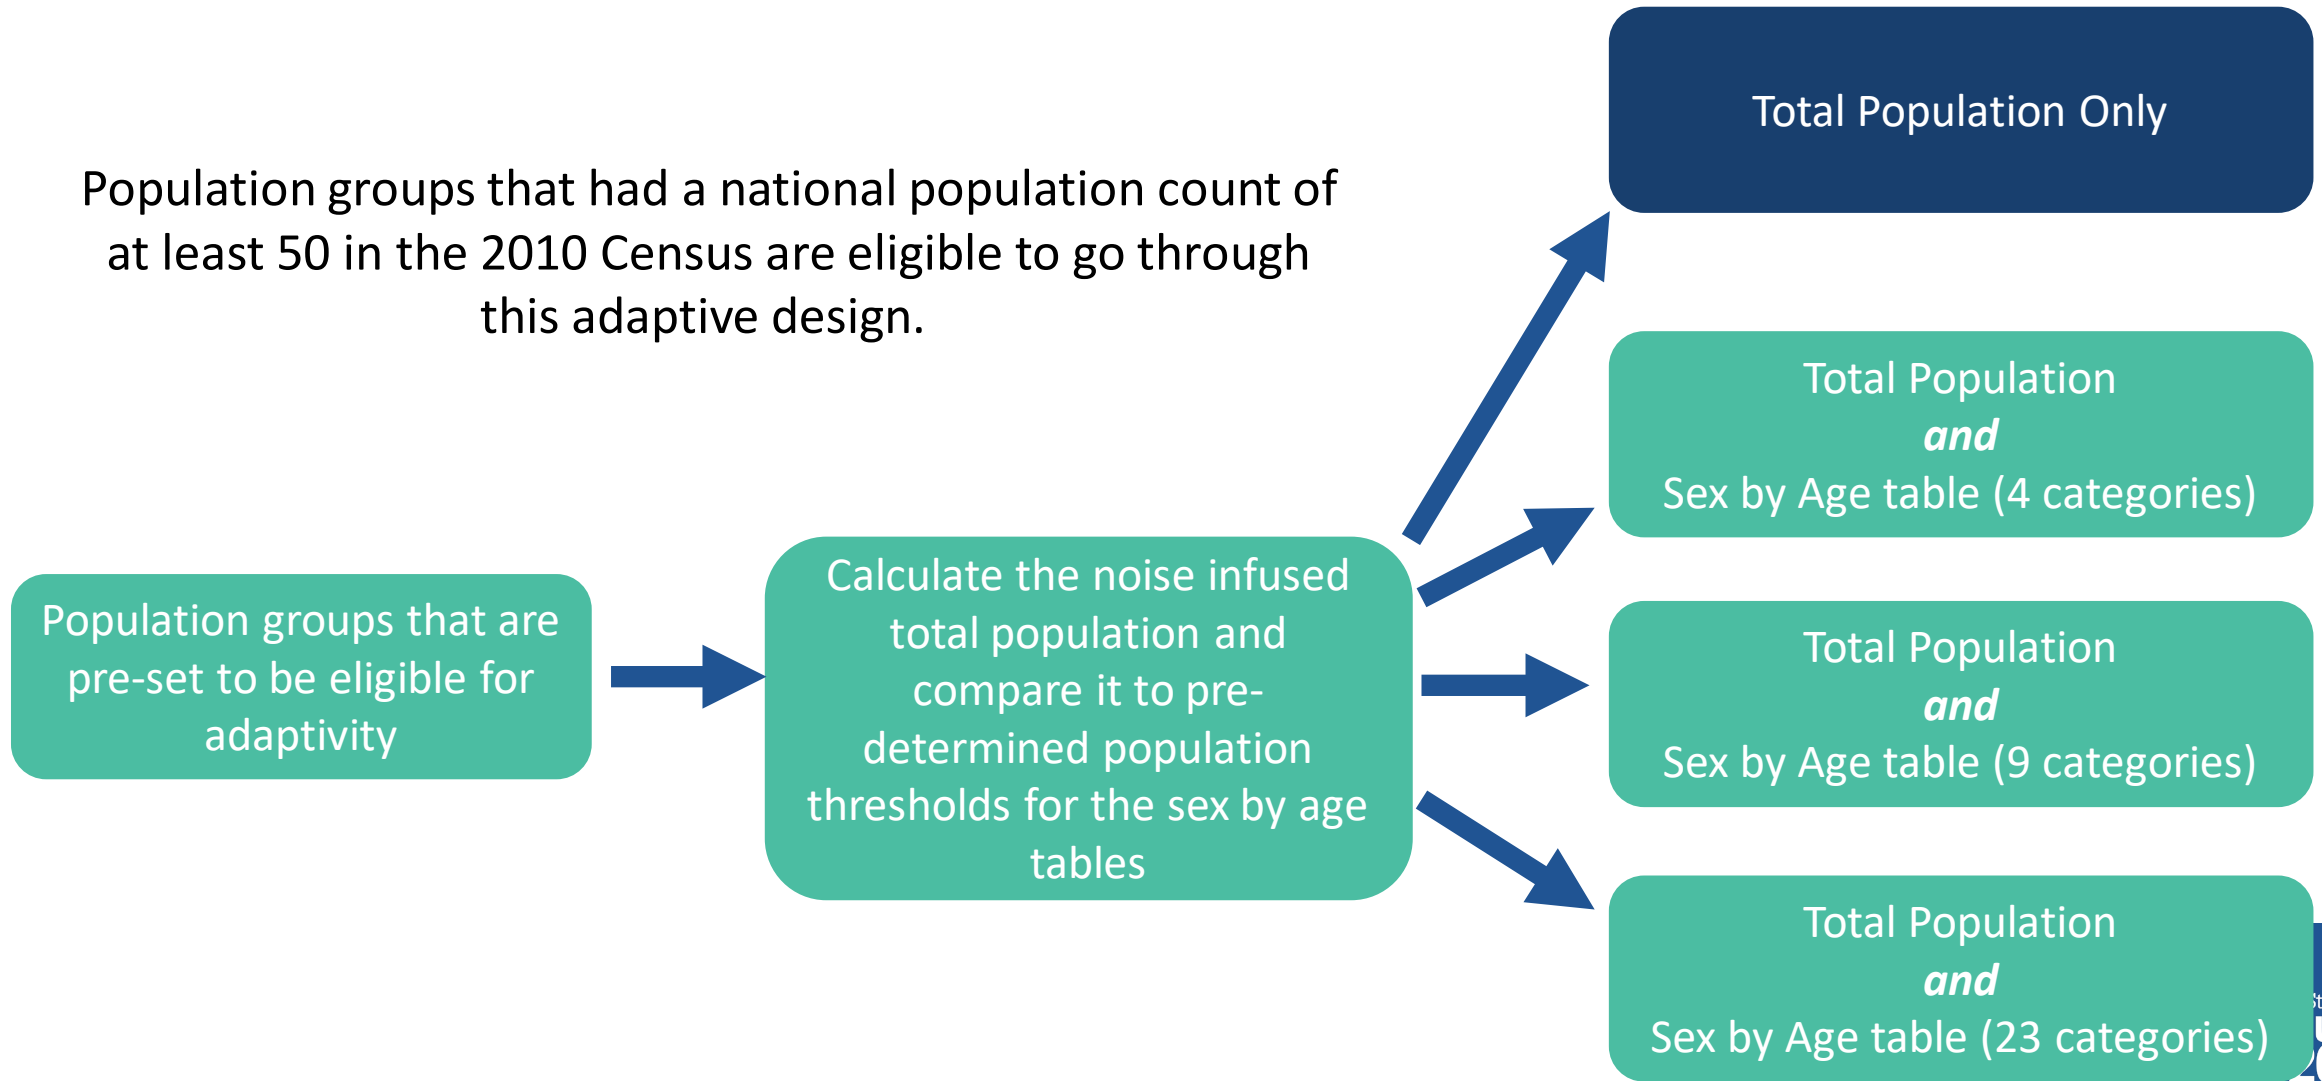 Total Population Only
Population groups that had a national population count of
at least 50 in the 2010 Census are eligible to go through
this adaptive design.
Total Population
and
Sex by Age table (4 categories)
Population groups that are
pre-set to be eligible for
adaptivity
Calculate the noise infused
total population and
compare it to pre-
determined population
thresholds for the sex by age
tables
Total Population
and
Sex by Age table (9 categories)
Total Population
and
Sex by Age table (23 categories)